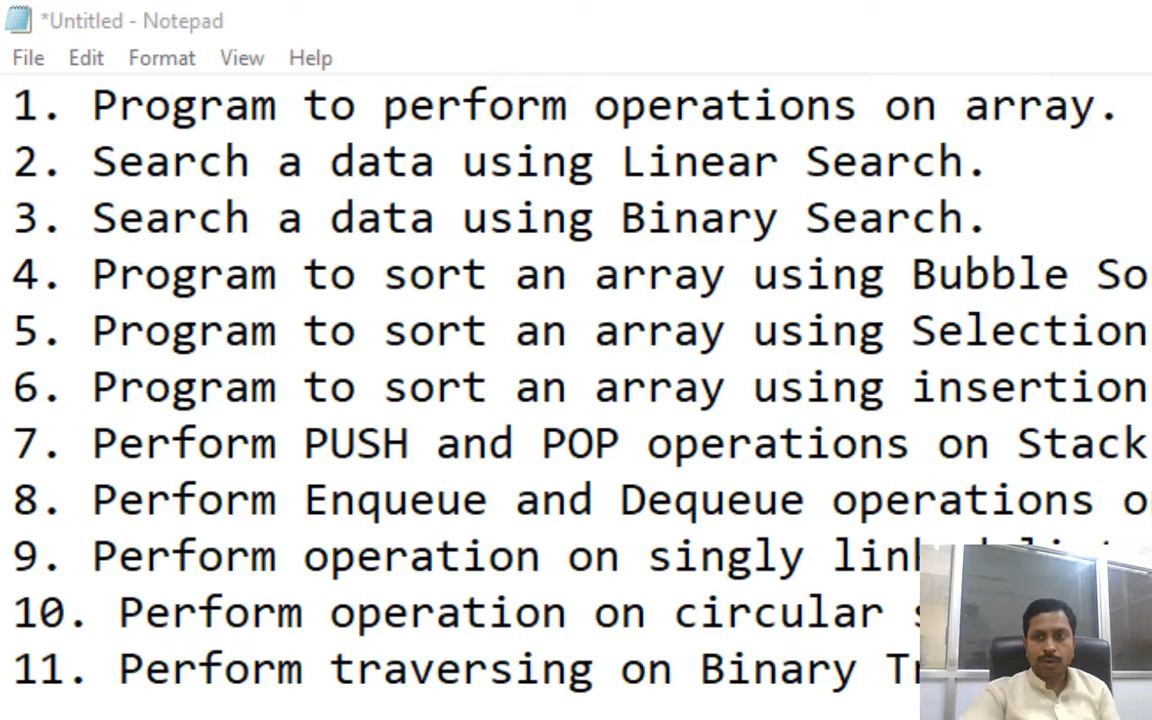 *Untitled - Notepad
File Edit Format View Help
1. Program to perform operations on array.
2. Search a data using Linear Search.
3. Search a data using Binary Search.
4. Program to sort an array using Bubble So
5. Program to sort an array using Selection
6. Program to sort an array using insertion
7. Perform PUSH and POP operations on Stack
8. Perform Enqueue and Dequeue operations o
9. Perform operation on singly
10. Perform operation on circular
11. Perform traversing on Binary